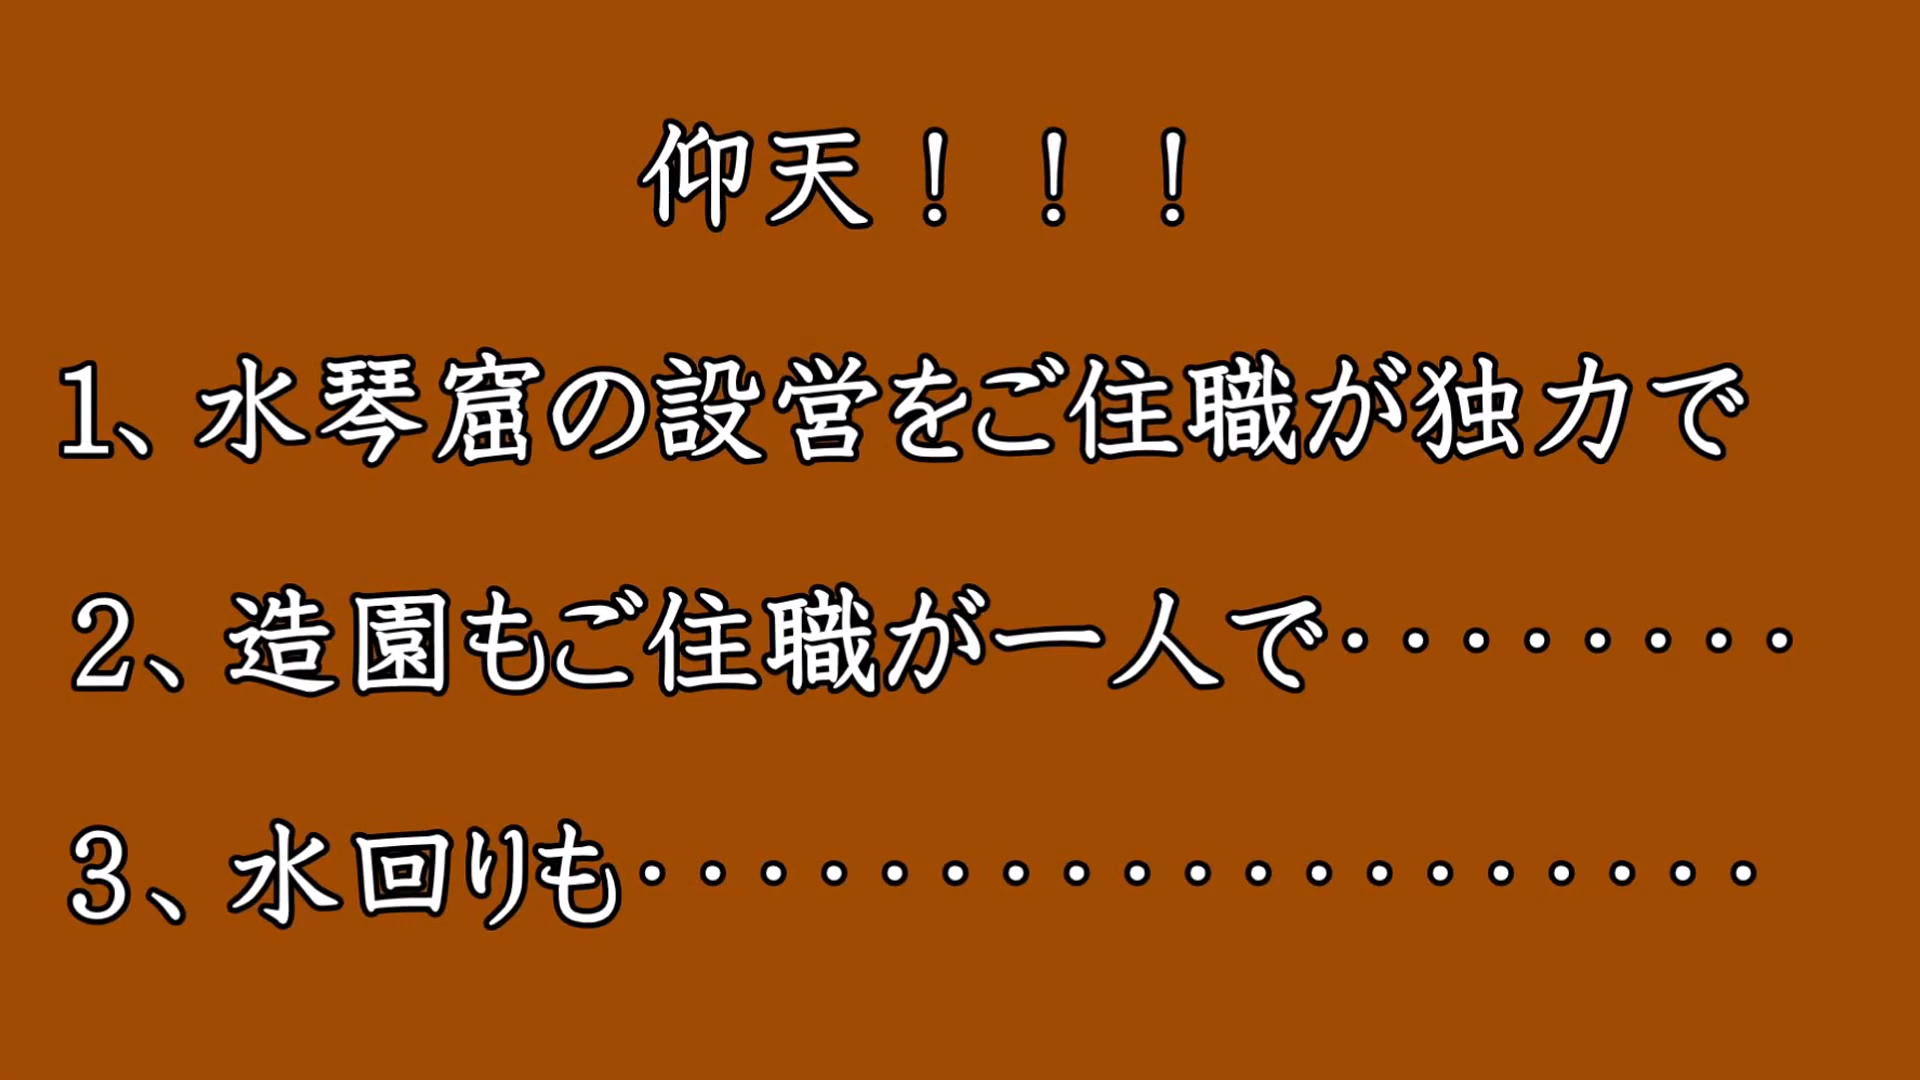 仰天！！！
1、水琴窟の設営をご住職が独力で
2、造園もご住職が一人で・・・・・・・・
3、水回りも・・・・・・・・・・・・・・・・・・・